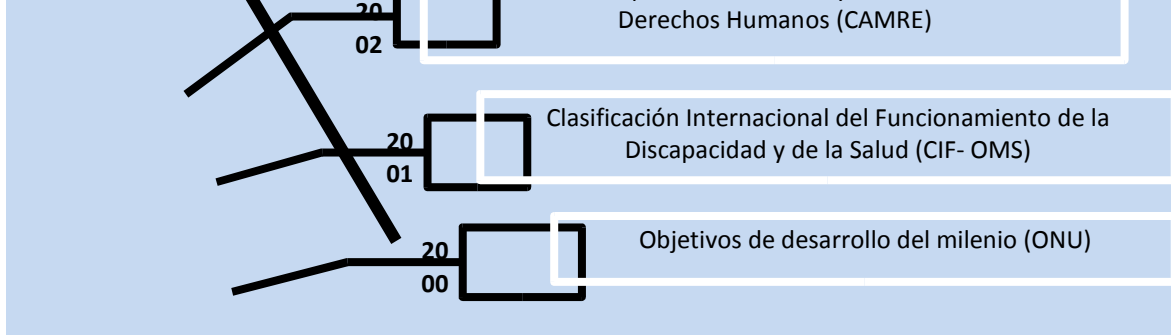 20
02
Derechos Humanos (CAMRE)
20
01
Clasificación Internacional del Funcionamiento de la
Discapacidad y de la Salud (CIF- OMS)
20
00
Objetivos de desarrollo del milenio (ONU)